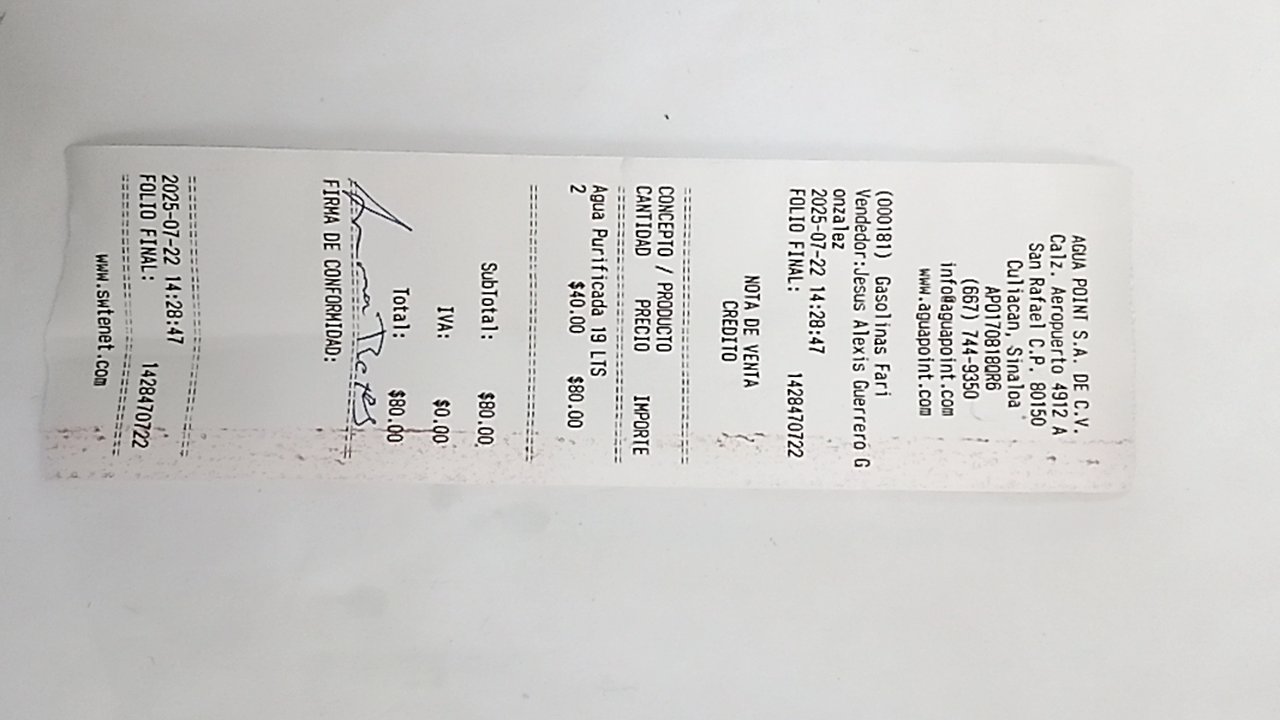 AGUA POINT S.A. DE C.V.
Calz. Aeropuerto 4912 A
San Rafael C.P. 80150
Culiacan, Sinaloa
APO170818QR6
(667) 744-9350
info@aguapoint.com
www.aguapoint.com
(000181) Gasolinas Fari
Vendedor:Jesus Alexis Guerrero G
onzalez
2025-07-22 14:28:47
FOLIO FINAL: 1428470722
NOTA DE VENTA
CREDITO
================================
CONCEPTO / PRODUCTO
CANTIDAD PRECIO IMPORTE
================================
Agua Purificada 19 LTS
2 $40.00 $80.00
================================
SubTotal: $80.00
IVA: $0.00
Total: $80.00
================================
FIRMA DE CONFORMIDAD:
================================
2025-07-22 14:28:47
FOLIO FINAL: 1428470722
================================
www.swtenet.com